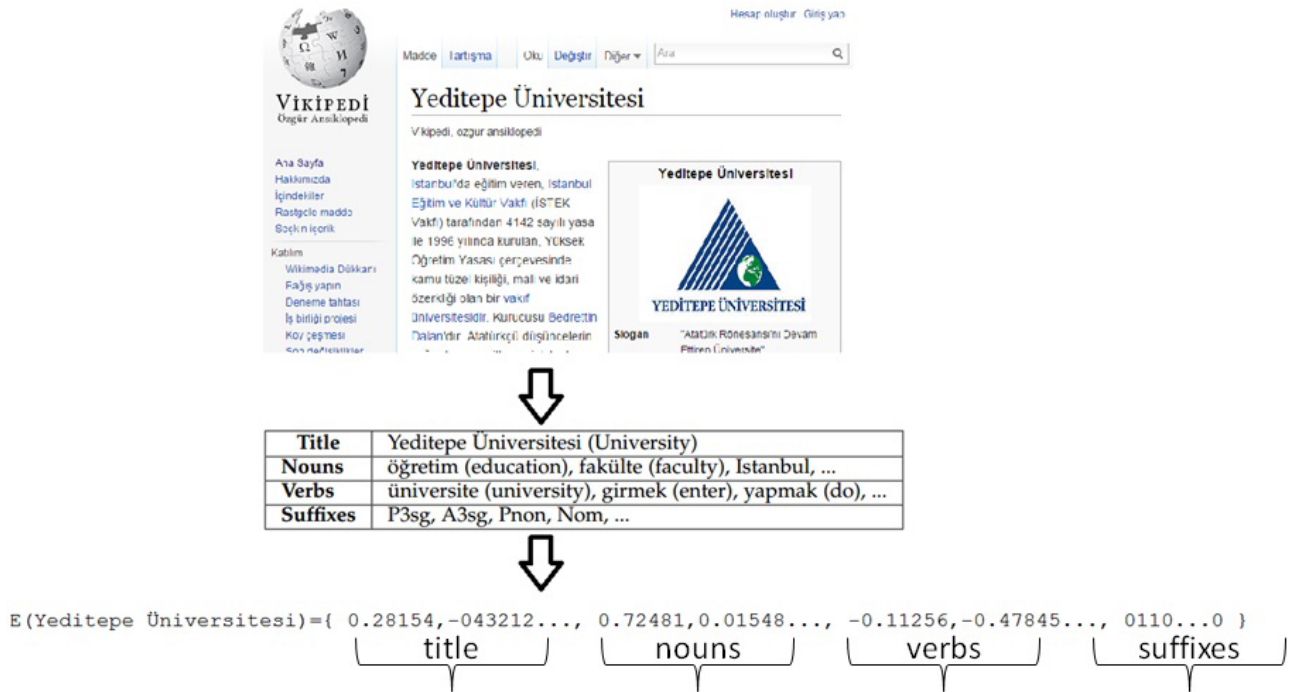 Hesap oluştur Giriş yap
Madde Tartışma Oku Değiştir Diğer Ara
VİKİPEDİ
Özgür Ansiklopedi
Yeditepe Üniversitesi
Vikipedi, özgur ansiklopedi
Ana Sayfa
Hakkımızda
İçindekiler
Rastgele madde
Seçkin içerik
Katılım
Wikimedia Dükkanı
Bağış yapın
Deneme tahtası
İş birliği projesi
Köy çeşmesi
Son değişiklikler
Yeditepe Üniversitesi,
İstanbul'da eğitim veren, İstanbul
Eğitim ve Kültür Vakfı (İSTEK
Vakfı) tarafından 4142 sayılı yasa
ile 1996 yılınca kurulan, Yüksek
Öğretim Yasası çerçevesinde
kamu tüzel kişiliği, mali ve idari
özerkliği olan bir vakıf
üniversitesidir. Kurucusu Bedrettin
Dalan'dır. Atatürkçü düşüncelerin
Yeditepe Üniversitesi
YEDİTEPE ÜNİVERSİTESİ
Slogan "Atatürk Rönesansı'nı Devam
Ettiren Üniversite"
Title Yeditepe Üniversitesi (University)
Nouns öğretim (education), fakülte (faculty), Istanbul, ...
Verbs üniversite (university), girmek (enter), yapmak (do), ...
Suffixes P3sg, A3sg, Pnon, Nom, ...
E(Yeditepe Üniversitesi)={ 0.28154,-043212..., 0.72481,0.01548..., -0.11256,-0.47845..., 0110...0 }
title nouns verbs suffixes